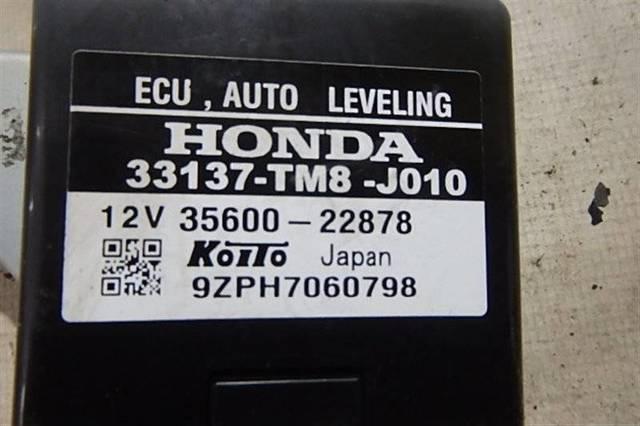 ECU , AUTO LEVELING
HONDA
33137-TM8-J010
12V 35600-22878
KOITO Japan
9ZPH7060798